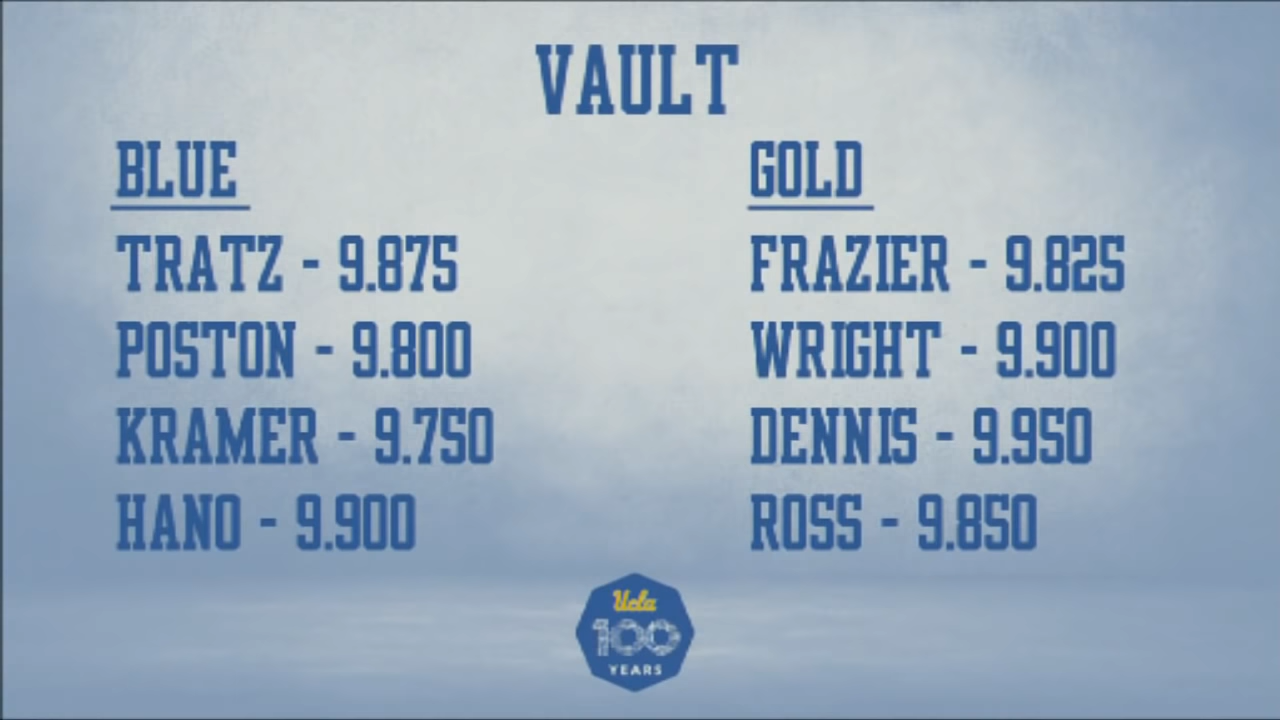 VAULT
BLUE
TRATZ - 9.875
POSTON - 9.800
KRAMER - 9.750
HANO - 9.900
GOLD
FRAZIER - 9.825
WRIGHT - 9.900
DENNIS - 9.950
ROSS - 9.850
Ucla
100
YEARS